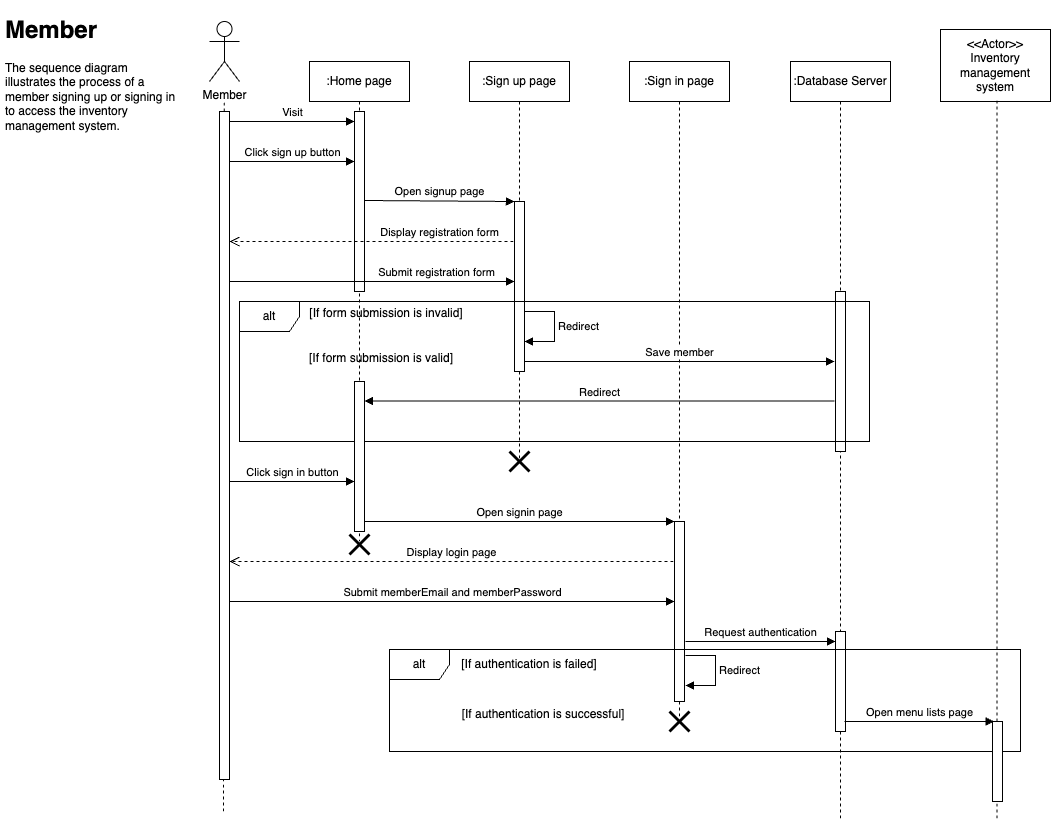 Member
The sequence diagram
illustrates the process of a
member signing up or signing in
to access the inventory
management system.
Member
:Home page
:Sign up page
:Sign in page
:Database Server
<<Actor>>
Inventory
management
system
Visit
Click sign up button
Open signup page
Display registration form
Submit registration form
alt
[If form submission is invalid]
Redirect
[If form submission is valid]
Save member
Redirect
Click sign in button
Open signin page
Display login page
Submit memberEmail and memberPassword
Request authentication
alt
[If authentication is failed]
Redirect
[If authentication is successful]
Open menu lists page